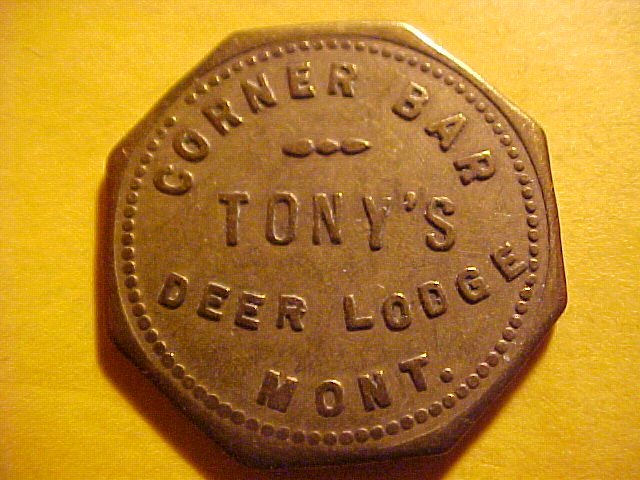 CORNER BAR
TONY'S
DEER LODGE
MONT.